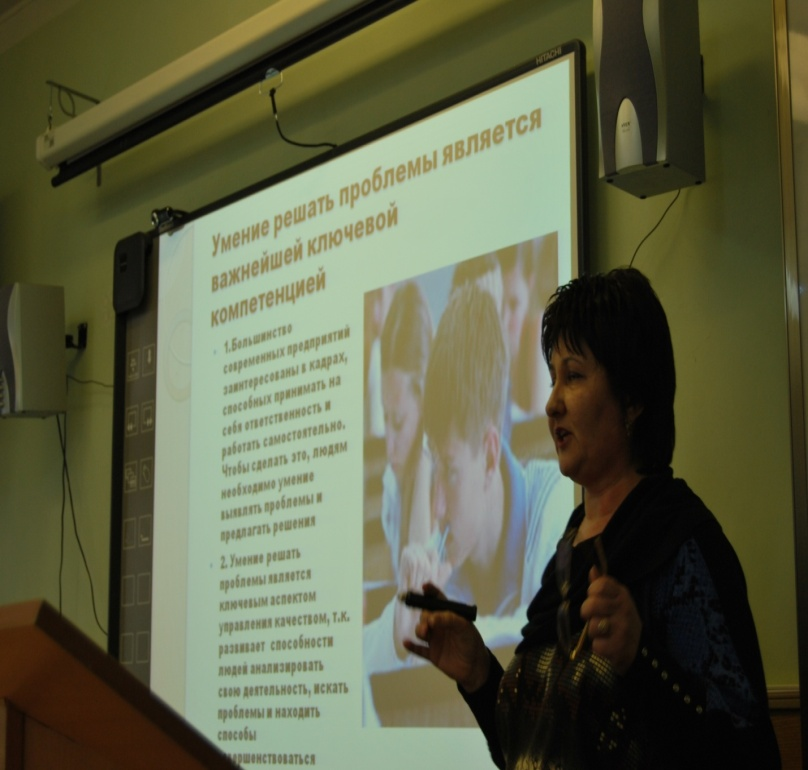 HITACHI
Умение решать проблемы является
важнейшей ключевой
компетенцией
1.Большинство
современных предприятий
заинтересованы в кадрах,
способных принимать на
себя ответственность и
работать самостоятельно.
Чтобы сделать это, людям
необходимо умение
выявлять проблемы и
предлагать решения
2. Умение решать
проблемы является
ключевым аспектом
управления качеством, т.к.
развивает способности
людей анализировать
свою деятельность, искать
проблемы и находить
способы